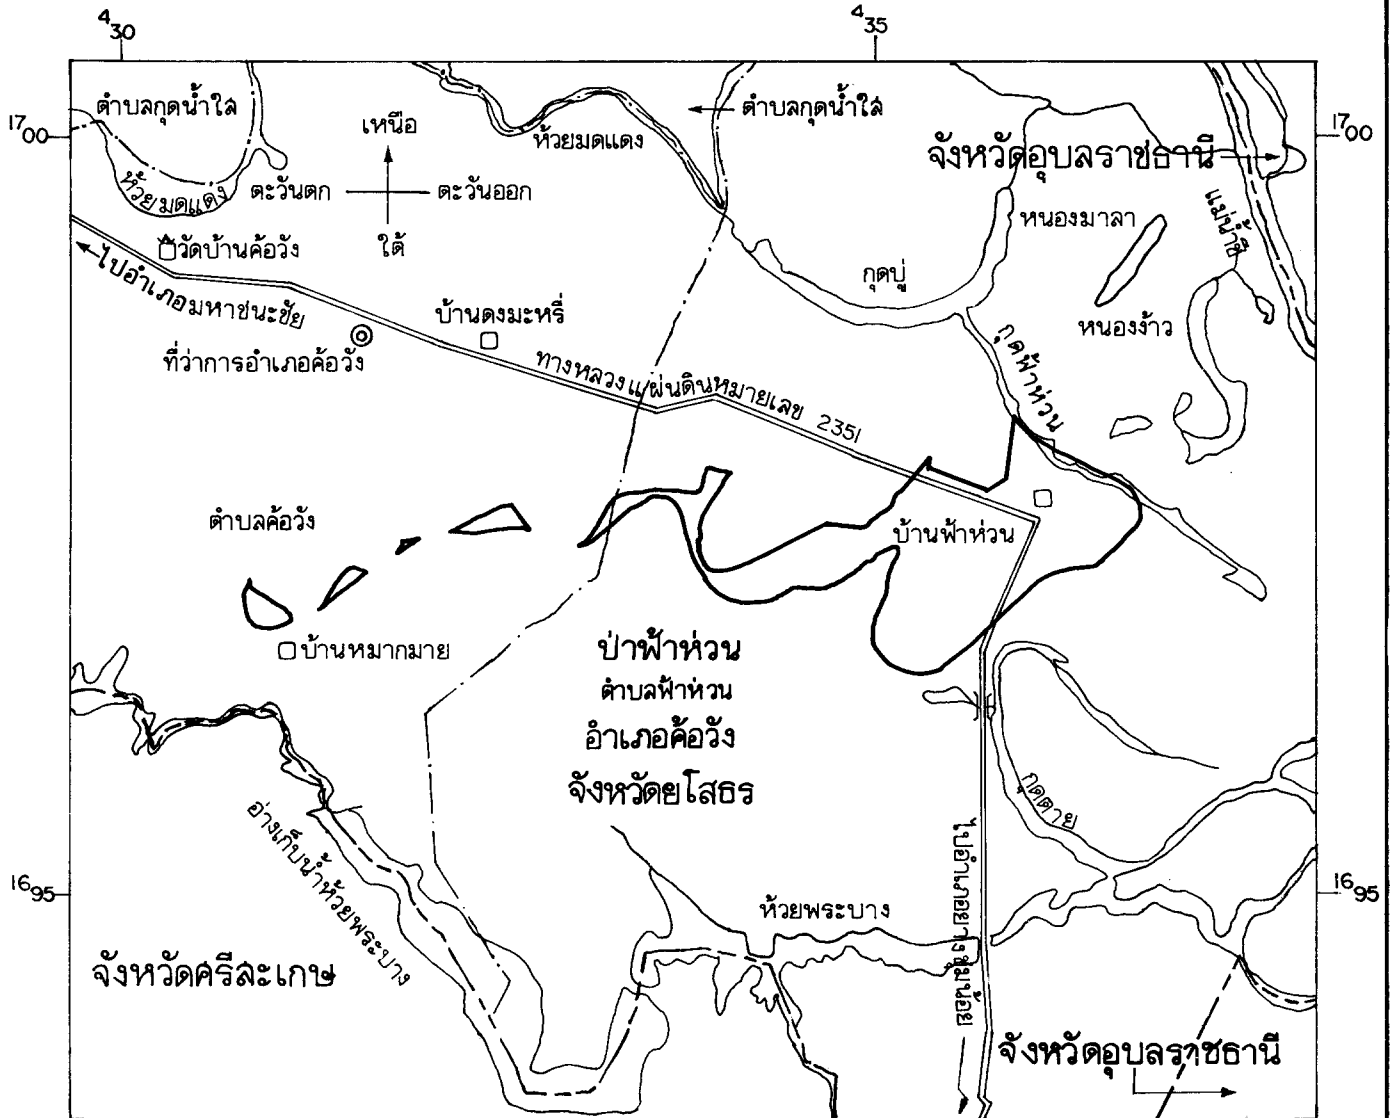 ⁴30
⁴35
ตำบลกุดน้ำใส
เหนือ
ห้วยมดแดง
ตำบลกุดน้ำใส
17 00
17 00
จังหวัดอุบลราชธานี
ห้วยมดแดง
ตะวันตก
ตะวันออก
ใต้
แม่น้ำชี
หนองมาลา
วัดบ้านค้อวัง
ไปอำเภอมหาชนะชัย
กุดปู่
บ้านดงมะหรี่
หนองง้าว
ที่ว่าการอำเภอค้อวัง
ทางหลวงแผ่นดินหมายเลข 2351
กุดฟ้าห่วน
ตำบลค้อวัง
บ้านฟ้าห่วน
บ้านหมากมาย
ป่าฟ้าห่วน
ตำบลฟ้าห่วน
อำเภอค้อวัง
จังหวัดยโสธร
กุดตาย
อ่างเก็บน้ำห้วยพระบาง
ไปอำเภอยางชุมน้อย
16 95
16 95
ห้วยพระบาง
จังหวัดศรีสะเกษ
จังหวัดอุบลราชธานี